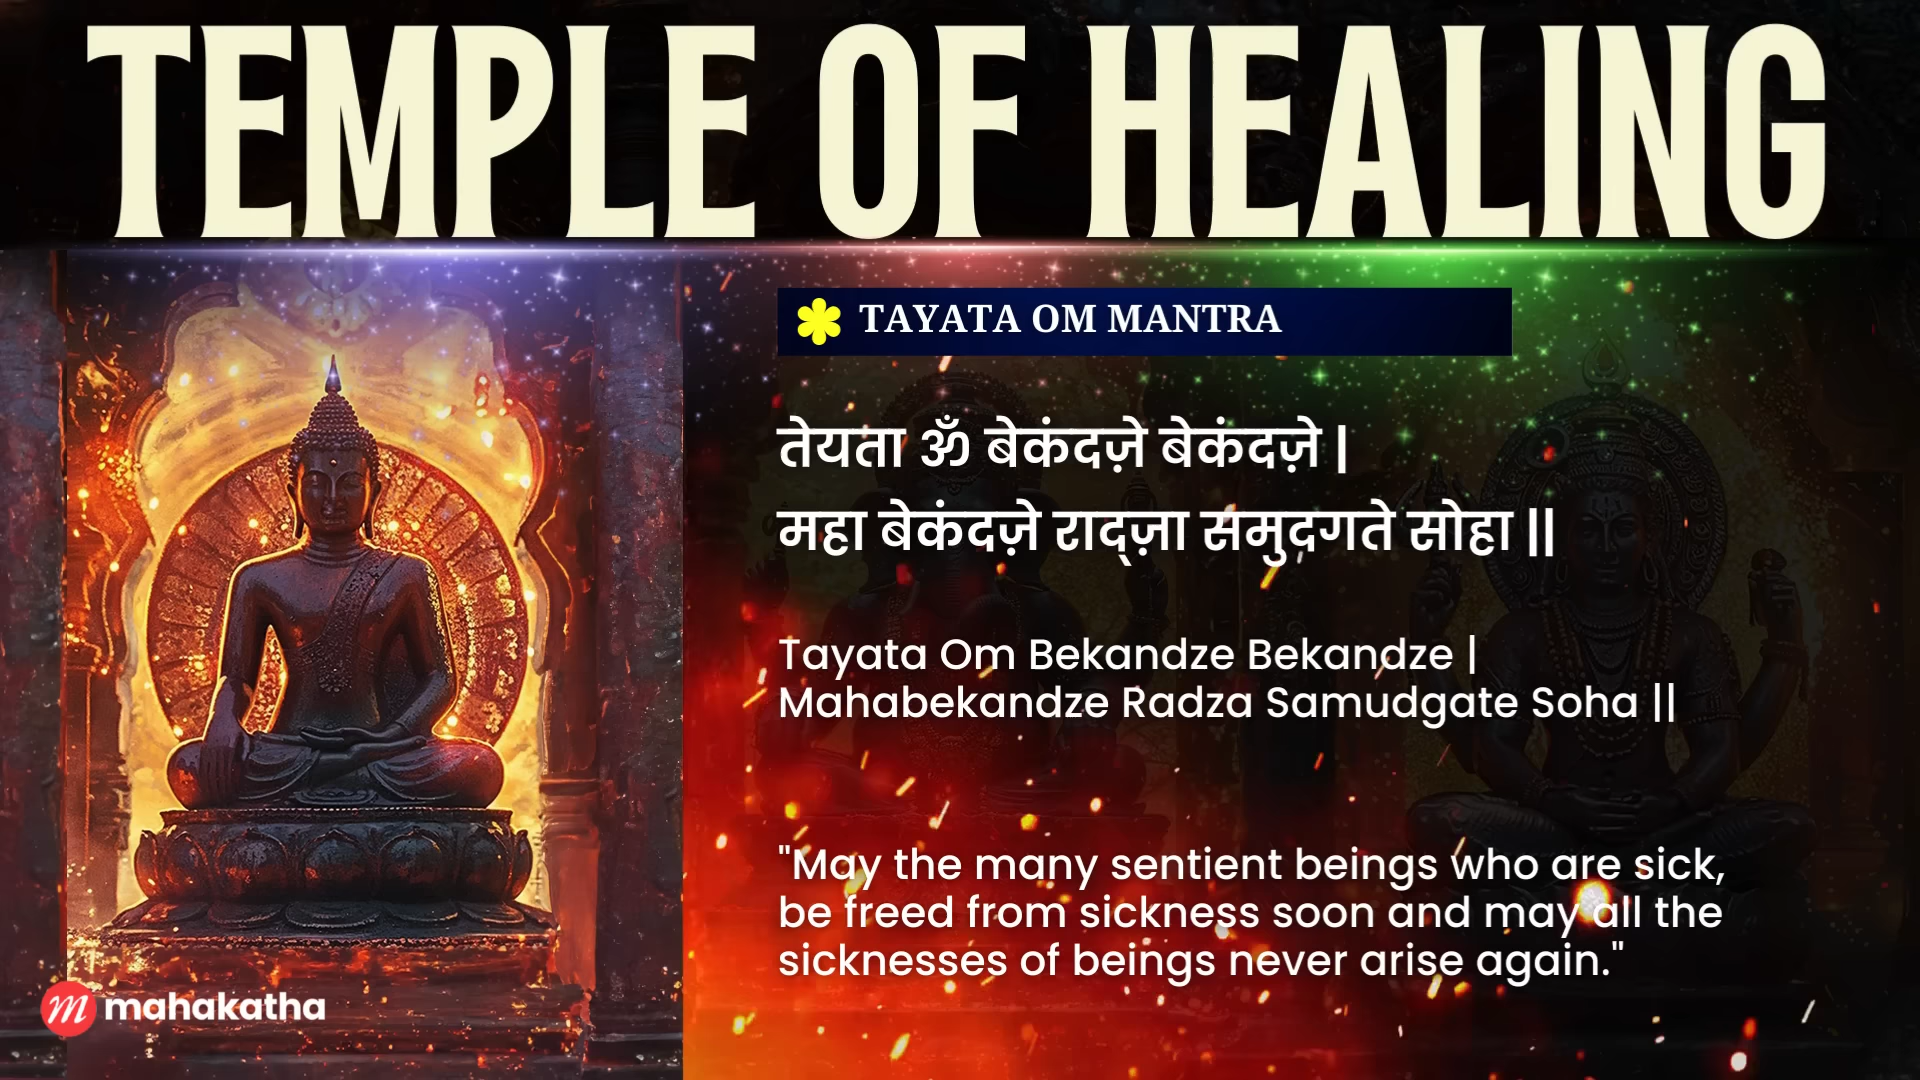 TEMPLE OF HEALING
TAYATA OM MANTRA
तेयता ॐ बेकंदज़े बेकंदज़े |
महा बेकंदज़े राद्ज़ा समुदगते सोहा ||
Tayata Om Bekandze Bekandze |
Mahabekandze Radza Samudgate Soha ||
"May the many sentient beings who are sick,
be freed from sickness soon and may all the
sicknesses of beings never arise again."
m mahakatha